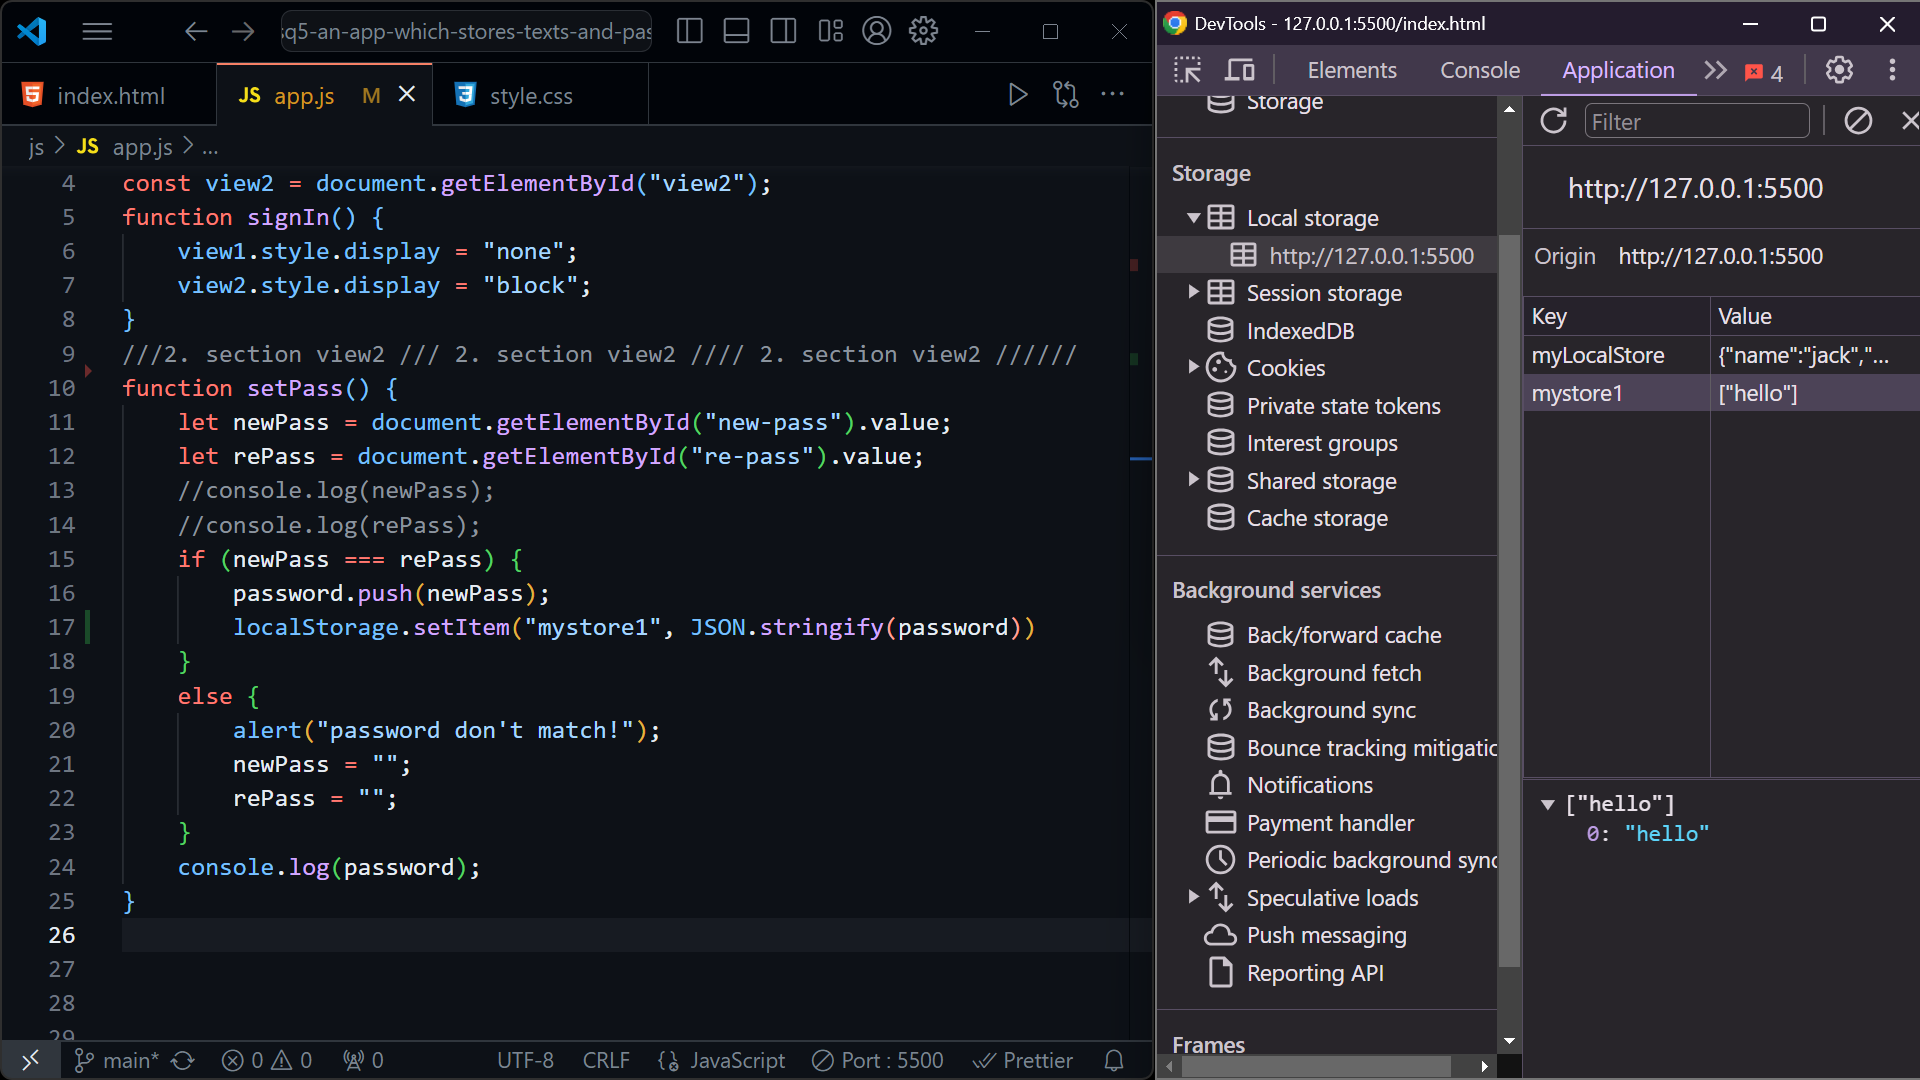 sq5-an-app-which-stores-texts-and-pas
index.html
JS app.js M
style.css
js > JS app.js > ...
4 const view2 = document.getElementById("view2");
5 function signIn() {
6 view1.style.display = "none";
7 view2.style.display = "block";
8 }
9 ///2. section view2 /// 2. section view2 //// 2. section view2 //////
10 function setPass() {
11 let newPass = document.getElementById("new-pass").value;
12 let rePass = document.getElementById("re-pass").value;
13 //console.log(newPass);
14 //console.log(rePass);
15 if (newPass === rePass) {
16 password.push(newPass);
17 localStorage.setItem("mystore1", JSON.stringify(password))
18 }
19 else {
20 alert("password don't match!");
21 newPass = "";
22 rePass = "";
23 }
24 console.log(password);
25 }
26
27
28
29
main* 0 0 0 UTF-8 CRLF JavaScript Port : 5500 Prettier
DevTools - 127.0.0.1:5500/index.html
Elements Console Application 4
Storage
Storage
Local storage
http://127.0.0.1:5500
Session storage
IndexedDB
Cookies
Private state tokens
Interest groups
Shared storage
Cache storage
Background services
Back/forward cache
Background fetch
Background sync
Bounce tracking mitigatic
Notifications
Payment handler
Periodic background sync
Speculative loads
Push messaging
Reporting API
Frames
Filter
http://127.0.0.1:5500
Origin http://127.0.0.1:5500
Key Value
myLocalStore {"name":"jack","...
mystore1 ["hello"]
["hello"]
0: "hello"